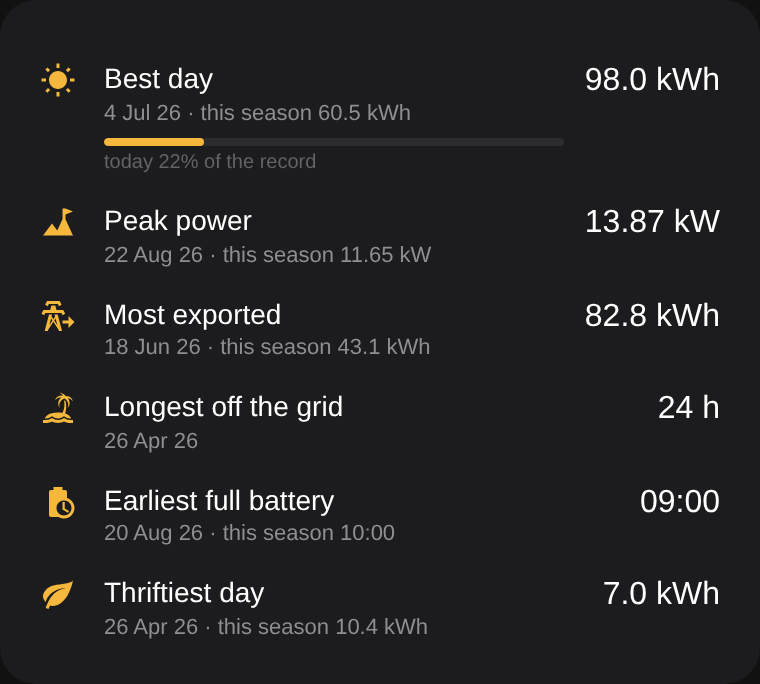 Best day
98.0 kWh
4 Jul 26 · this season 60.5 kWh
today 22% of the record
Peak power
13.87 kW
22 Aug 26 · this season 11.65 kW
Most exported
82.8 kWh
18 Jun 26 · this season 43.1 kWh
Longest off the grid
24 h
26 Apr 26
Earliest full battery
09:00
20 Aug 26 · this season 10:00
Thriftiest day
7.0 kWh
26 Apr 26 · this season 10.4 kWh